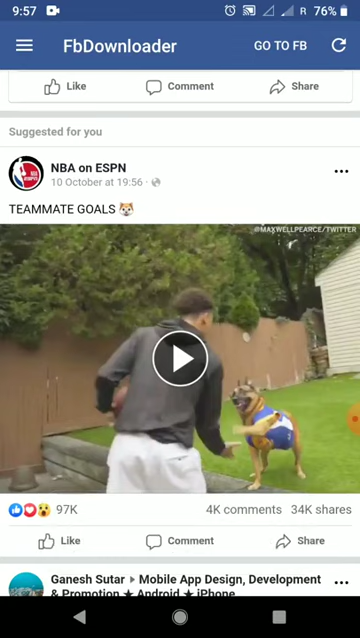 9:57
R 76%
FbDownloader
GO TO FB
Like Comment Share
Suggested for you
NBA on ESPN
10 October at 19:56
TEAMMATE GOALS
@MAXWELLPEARCE/TWITTER
97K 4K comments 34K shares
Like Comment Share
Ganesh Sutar ▸ Mobile App Design, Development
& Promotion ★ Android ★ iPhone